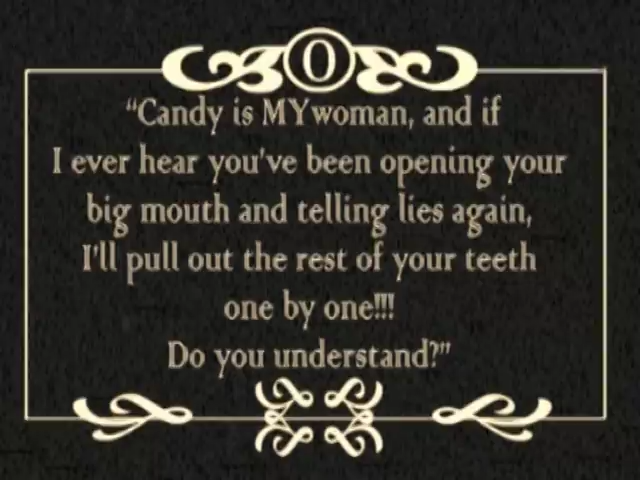 O
“Candy is MYwoman, and if
I ever hear you've been opening your
big mouth and telling lies again,
I'll pull out the rest of your teeth
one by one!!!
Do you understand?”